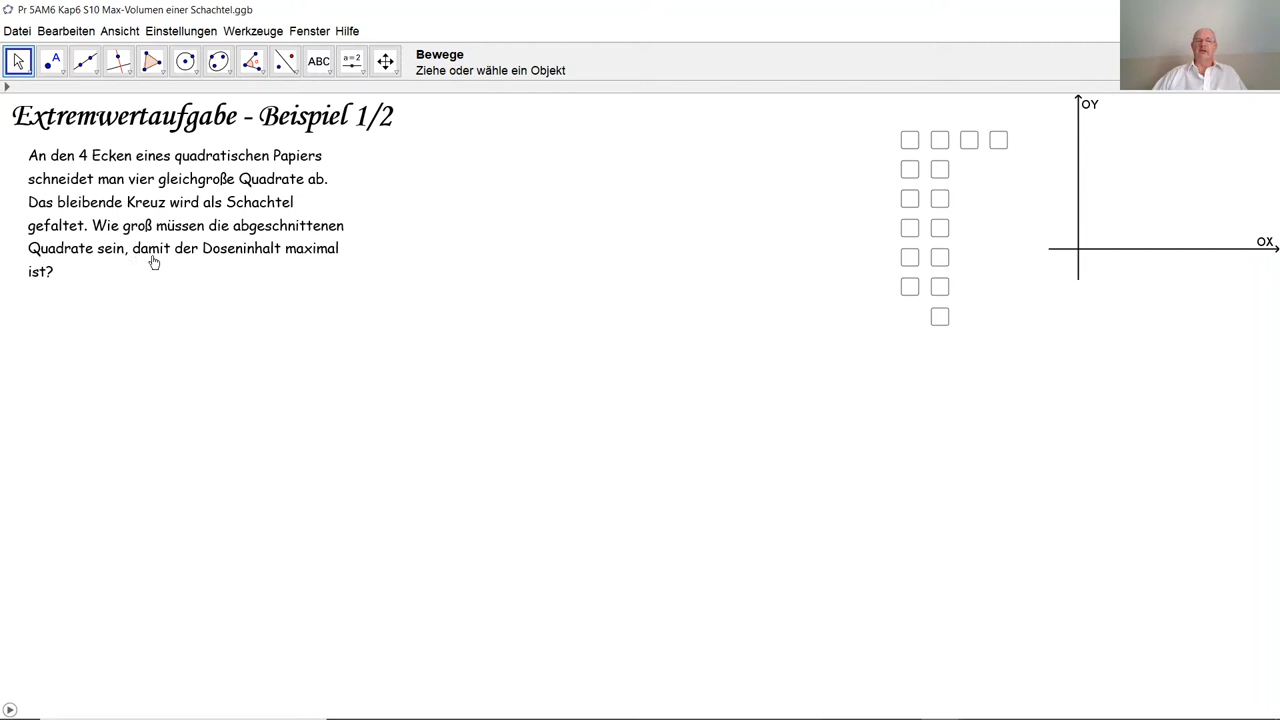 Pr 5AM6 Kap6 S10 Max-Volumen einer Schachtel.ggb
Datei Bearbeiten Ansicht Einstellungen Werkzeuge Fenster Hilfe
A
ABC
a=2
Bewege
Ziehe oder wähle ein Objekt
Extremwertaufgabe - Beispiel 1/2
An den 4 Ecken eines quadratischen Papiers
schneidet man vier gleichgroße Quadrate ab.
Das bleibende Kreuz wird als Schachtel
gefaltet. Wie groß müssen die abgeschnittenen
Quadrate sein, damit der Doseninhalt maximal
ist?
OY
OX